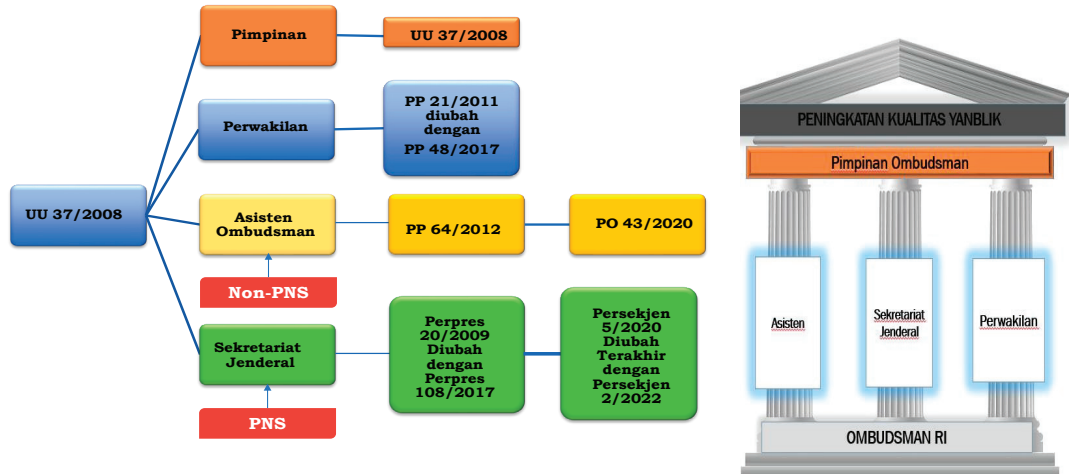 UU 37/2008
Pimpinan
UU 37/2008
Perwakilan
PP 21/2011
diubah
dengan
PP 48/2017
Asisten
Ombudsman
PP 64/2012
PO 43/2020
Non-PNS
Sekretariat
Jenderal
Perpres
20/2009
Diubah
dengan
Perpres
108/2017
Persekjen
5/2020
Diubah
Terakhir
dengan
Persekjen
2/2022
PNS
PENINGKATAN KUALITAS YANBLIK
Pimpinan Ombudsman
Asisten
Sekretariat
Jenderal
Perwakilan
OMBUDSMAN RI